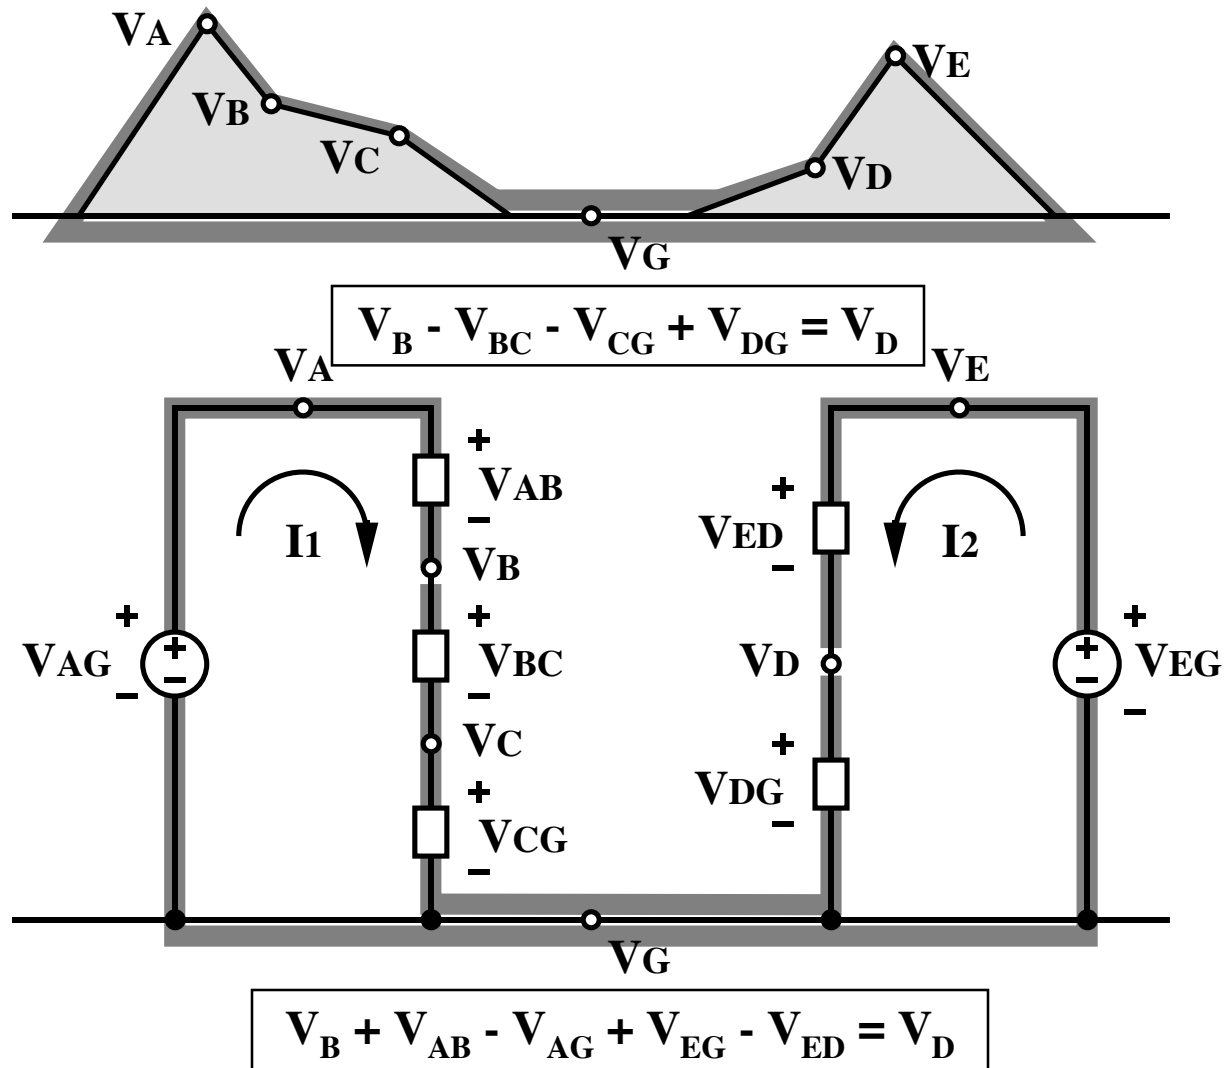 VA
VE
VB
VC
VD
VG
VB - VBC - VCG + VDG = VD
VA
VE
+
+
VAB
VED
-
-
I1
I2
VB
+
+
+
+
+
VAG
-
VBC
VD
-
VEG
-
-
-
VC
+
+
VDG
VCG
-
-
VG
VB + VAB - VAG + VEG - VED = VD